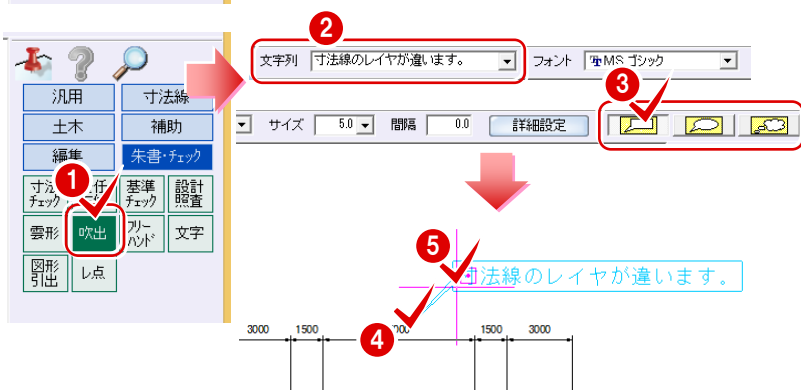 2
文字列 寸法線のレイヤが違います。 フォント MS ゴシック
3
サイズ 5.0 間隔 0.0 詳細設定
汎用 寸法線
土木 補助
編集 朱書・チェック
1
寸法チェック 基準チェック 設計照査
雲形 吹出 フリーハンド 文字
図形引出 レ点
5
寸法線のレイヤが違います。
4
3000 1500 1500 3000